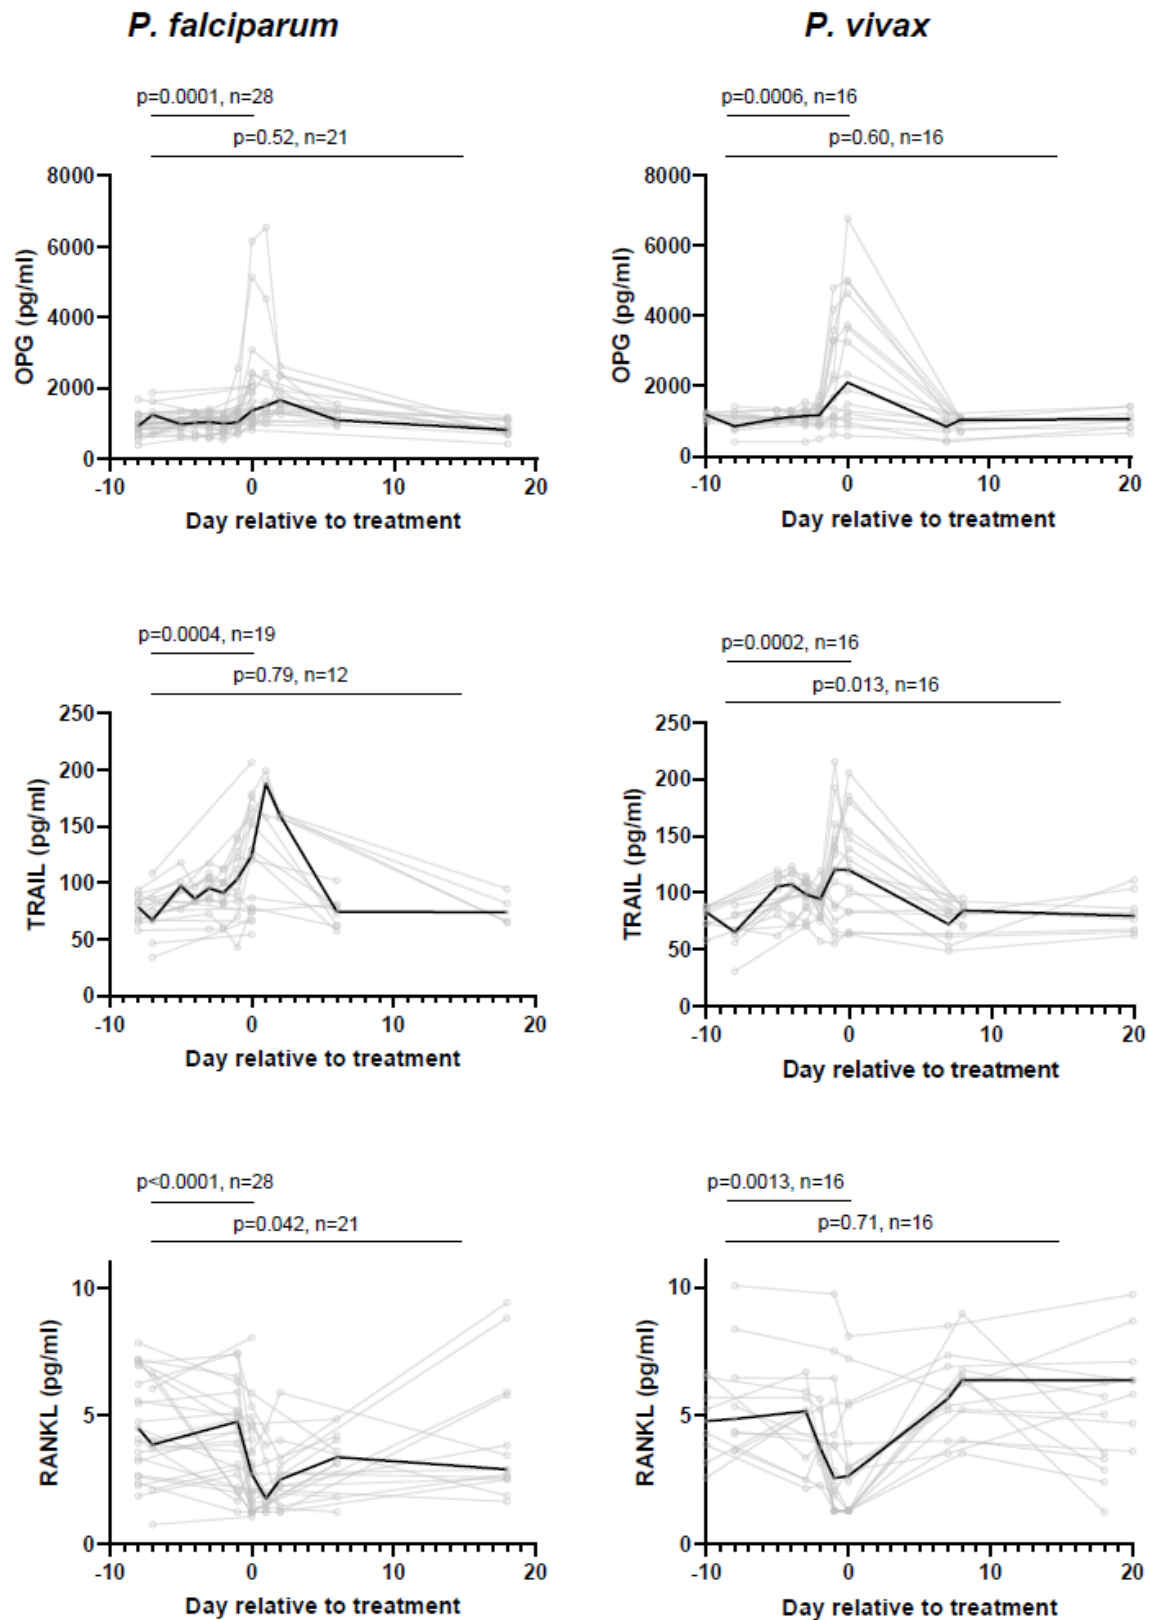 P. falciparum
P. vivax
p=0.0001, n=28
p=0.52, n=21
8000
6000
4000
2000
0
OPG (pg/ml)
-10 0 10 20
Day relative to treatment
p=0.0006, n=16
p=0.60, n=16
8000
6000
4000
2000
0
OPG (pg/ml)
-10 0 10 20
Day relative to treatment
p=0.0004, n=19
p=0.79, n=12
250
200
150
100
50
0
TRAIL (pg/ml)
-10 0 10 20
Day relative to treatment
p=0.0002, n=16
p=0.013, n=16
250
200
150
100
50
0
TRAIL (pg/ml)
-10 0 10 20
Day relative to treatment
p<0.0001, n=28
p=0.042, n=21
10
5
0
RANKL (pg/ml)
-10 0 10 20
Day relative to treatment
p=0.0013, n=16
p=0.71, n=16
10
5
0
RANKL (pg/ml)
-10 0 10 20
Day relative to treatment